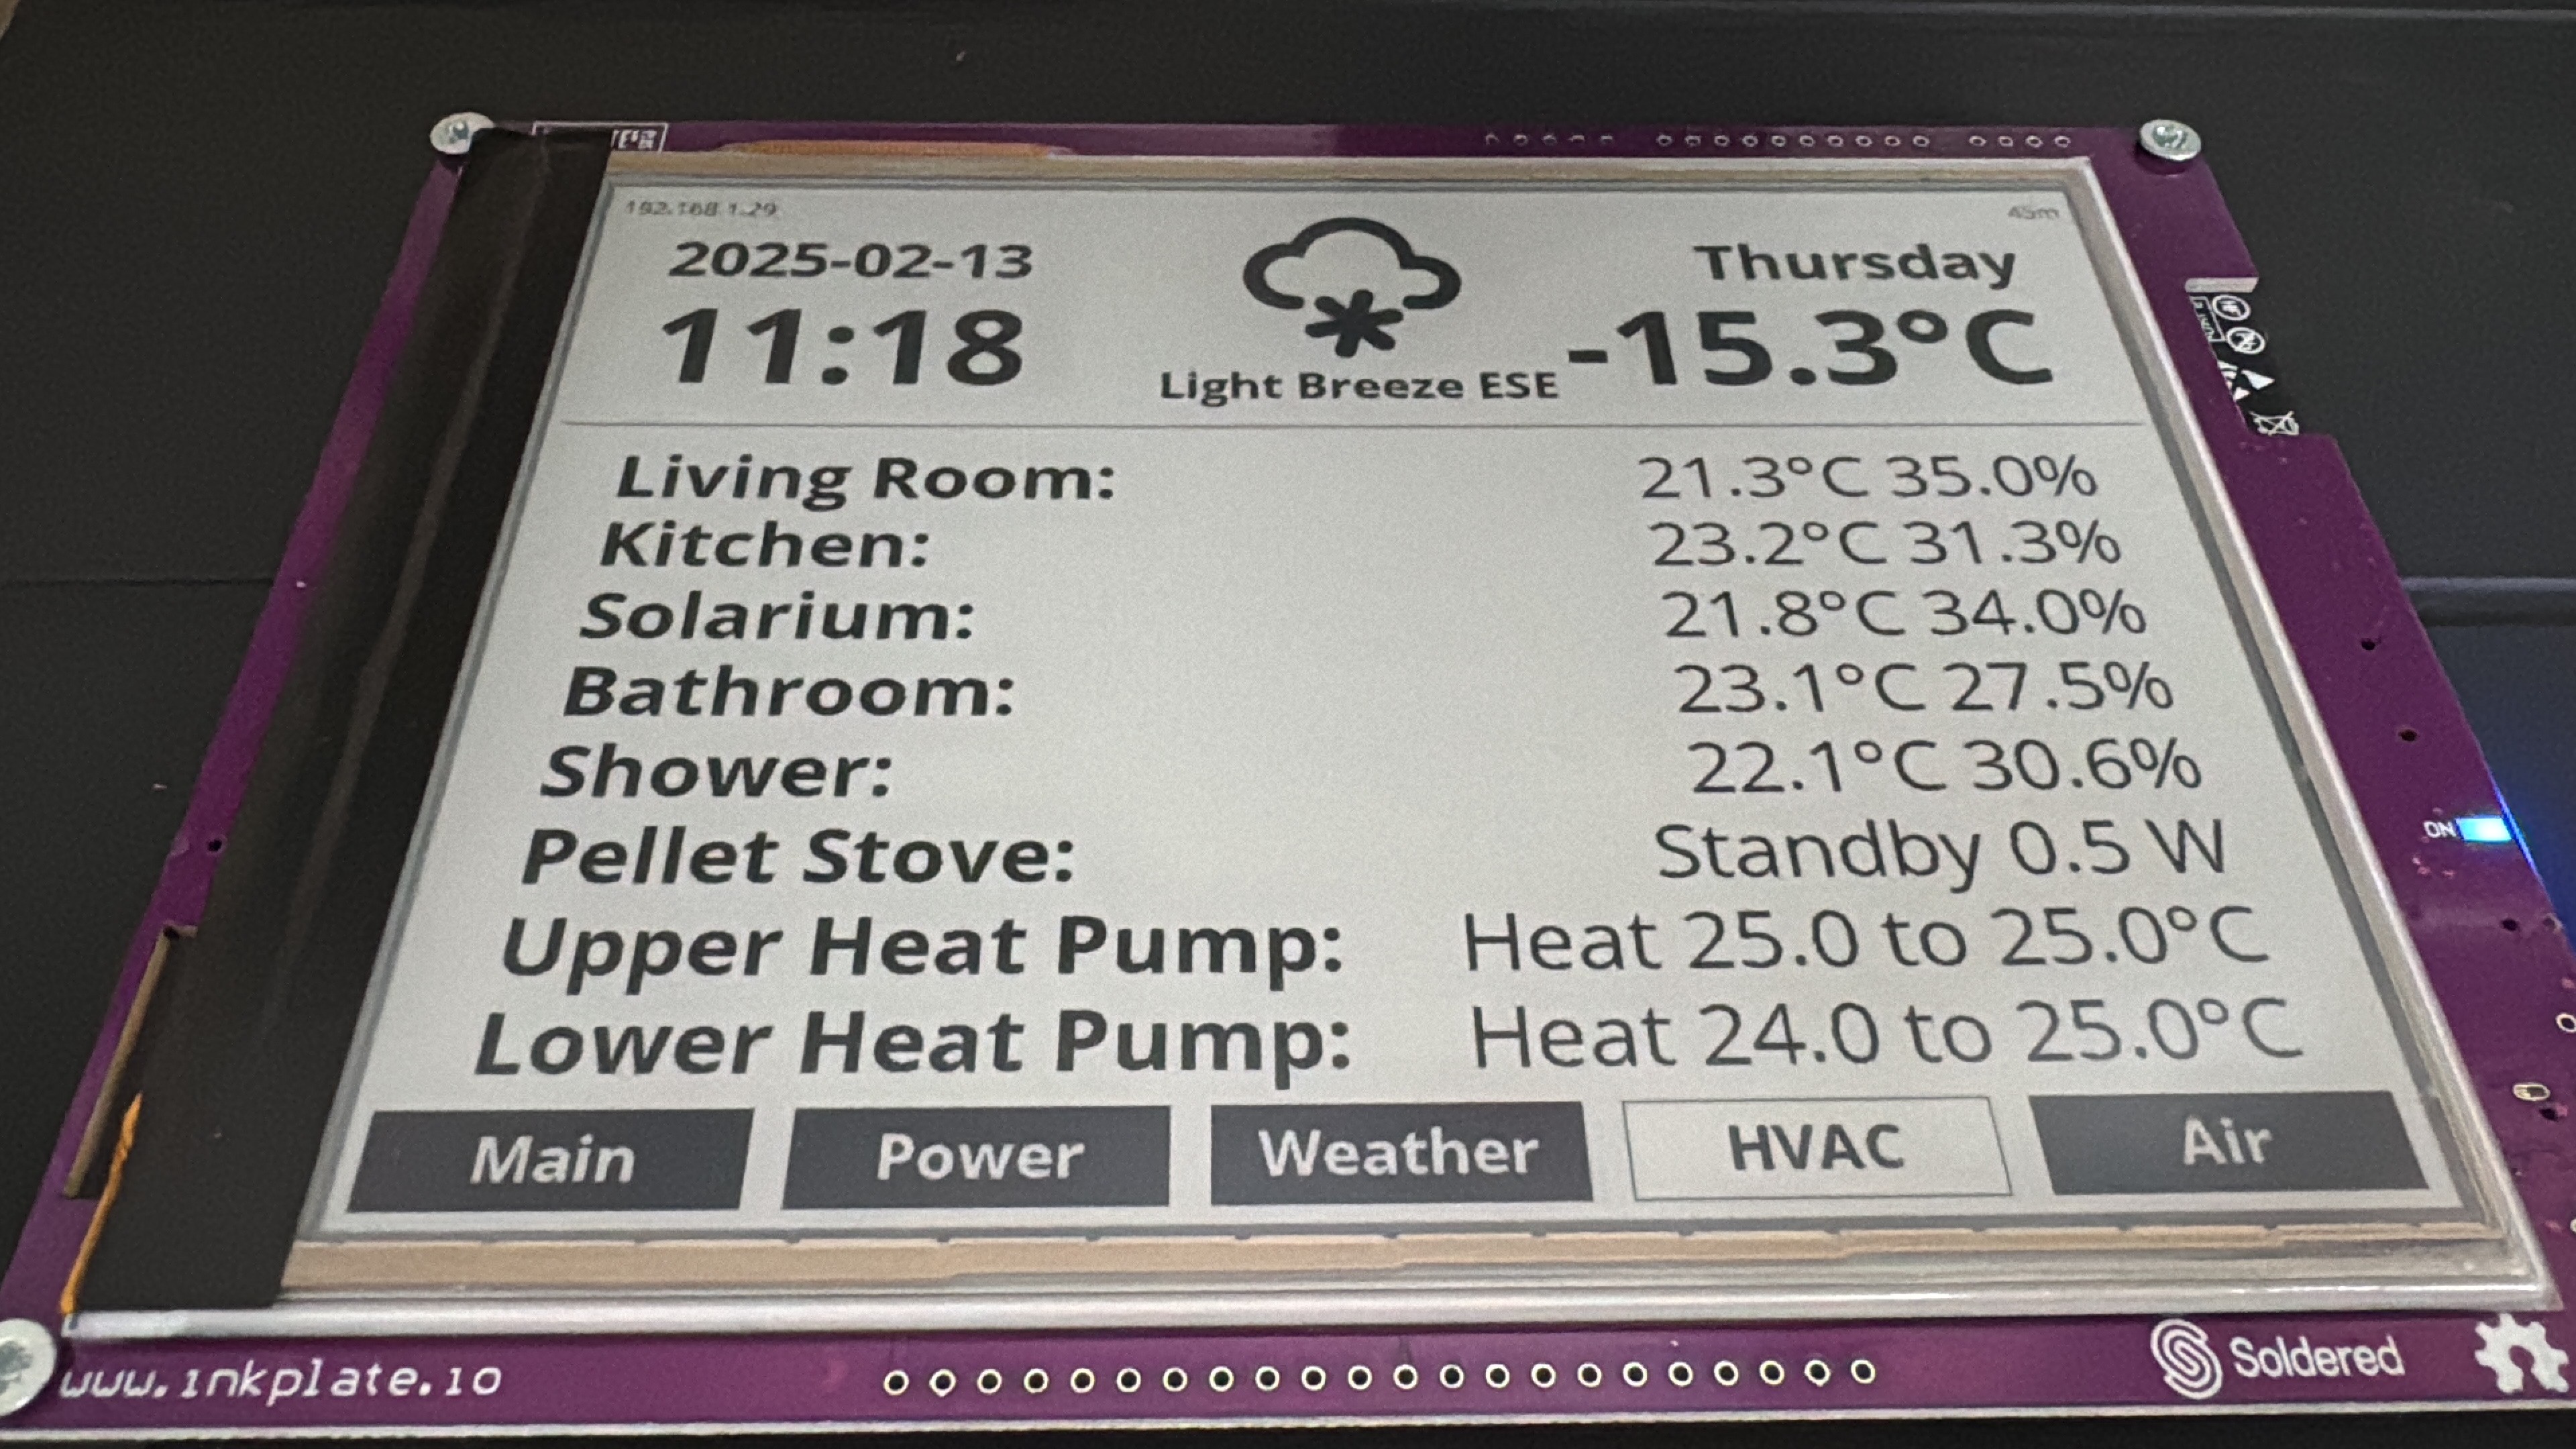 192.168.1.29
45m
2025-02-13
Thursday
11:18
-15.3°C
Light Breeze ESE
Living Room: 21.3°C 35.0%
Kitchen: 23.2°C 31.3%
Solarium: 21.8°C 34.0%
Bathroom: 23.1°C 27.5%
Shower: 22.1°C 30.6%
Pellet Stove: Standby 0.5 W
Upper Heat Pump: Heat 25.0 to 25.0°C
Lower Heat Pump: Heat 24.0 to 25.0°C
Main Power Weather HVAC Air
ON
www.inkplate.io
Soldered